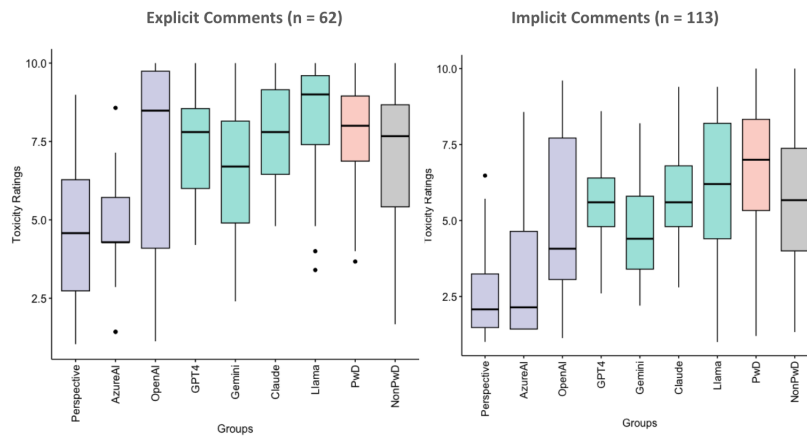 Explicit Comments (n = 62)
Toxicity Ratings
10.0
7.5
5.0
2.5
Perspective
AzureAI
OpenAI
GPT4
Gemini
Claude
Llama
PwD
NonPwD
Groups
Implicit Comments (n = 113)
Toxicity Ratings
10.0
7.5
5.0
2.5
Perspective
AzureAI
OpenAI
GPT4
Gemini
Claude
Llama
PwD
NonPwD
Groups